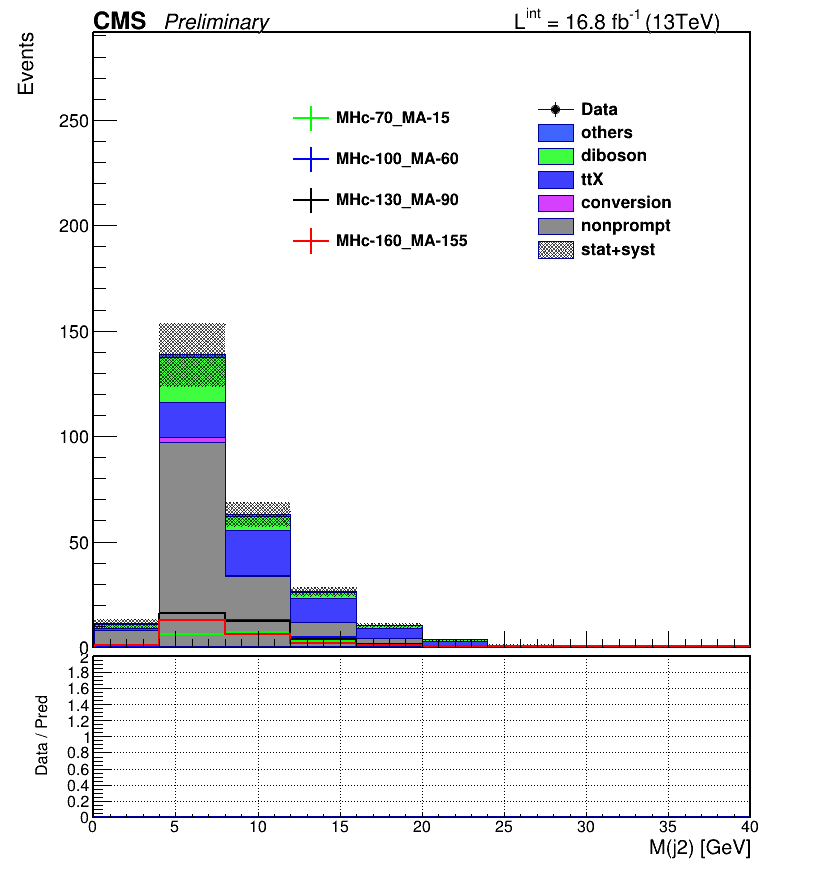 CMS Preliminary L^int = 16.8 fb^-1 (13TeV)
Events
250
200
150
100
50
0
MHc-70_MA-15
MHc-100_MA-60
MHc-130_MA-90
MHc-160_MA-155
Data
others
diboson
ttX
conversion
nonprompt
stat+syst
Data / Pred
2
1.8
1.6
1.4
1.2
1
0.8
0.6
0.4
0.2
0
0 5 10 15 20 25 30 35 40
M(j2) [GeV]